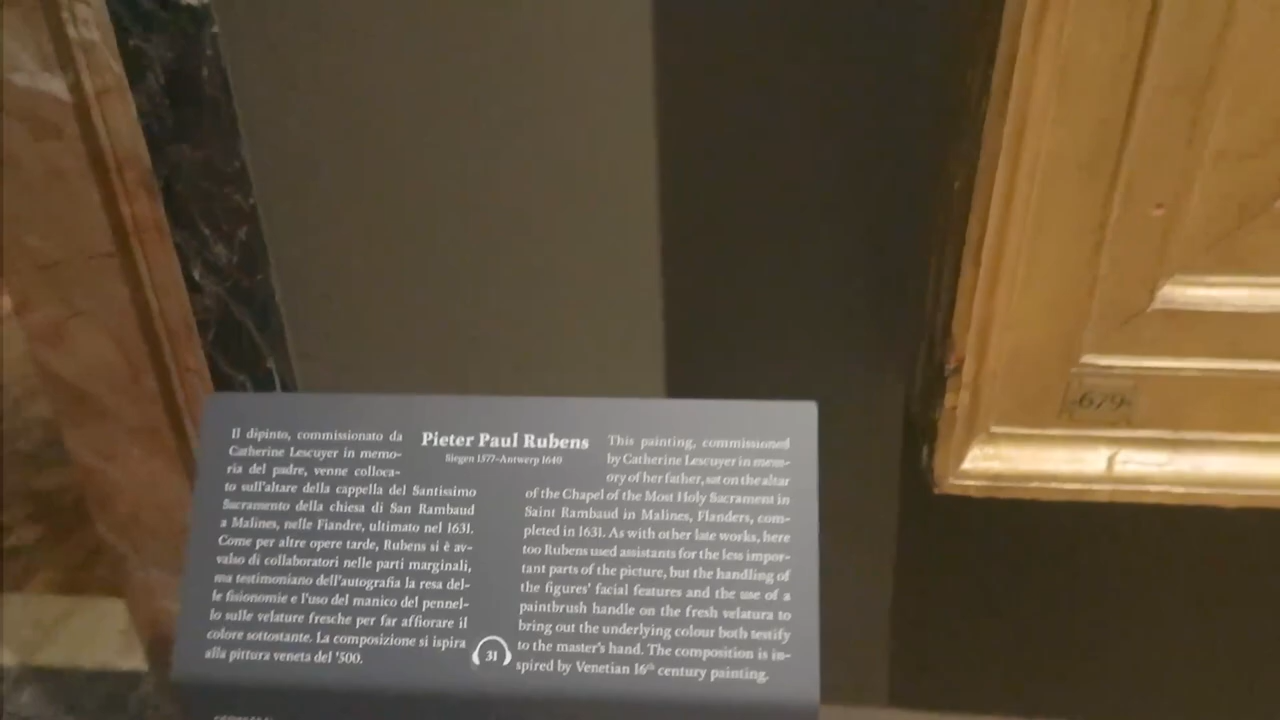 Il dipinto, commissionato da
Catherine Lescuyer in memo-
ria del padre, venne colloca-
to sull'altare della cappella del Santissimo
Sacramento della chiesa di San Rambaud
a Malines, nelle Fiandre, ultimato nel 1631.
Come per altre opere tarde, Rubens si è av-
valso di collaboratori nelle parti marginali,
ma testimoniano dell'autografia la resa del-
le fisionomie e l'uso del manico del pennel-
lo sulle velature fresche per far affiorare il
colore sottostante. La composizione si ispira
alla pittura veneta del '500.
Pieter Paul Rubens
Siegen 1577-Antwerp 1640
This painting, commissioned
by Catherine Lescuyer in mem-
ory of her father, sat on the altar
of the Chapel of the Most Holy Sacrament in
Saint Rambaud in Malines, Flanders, com-
pleted in 1631. As with other late works, here
too Rubens used assistants for the less impor-
tant parts of the picture, but the handling of
the figures' facial features and the use of a
paintbrush handle on the fresh velatura to
bring out the underlying colour both testify
to the master's hand. The composition is in-
spired by Venetian 16th century painting.
31
679